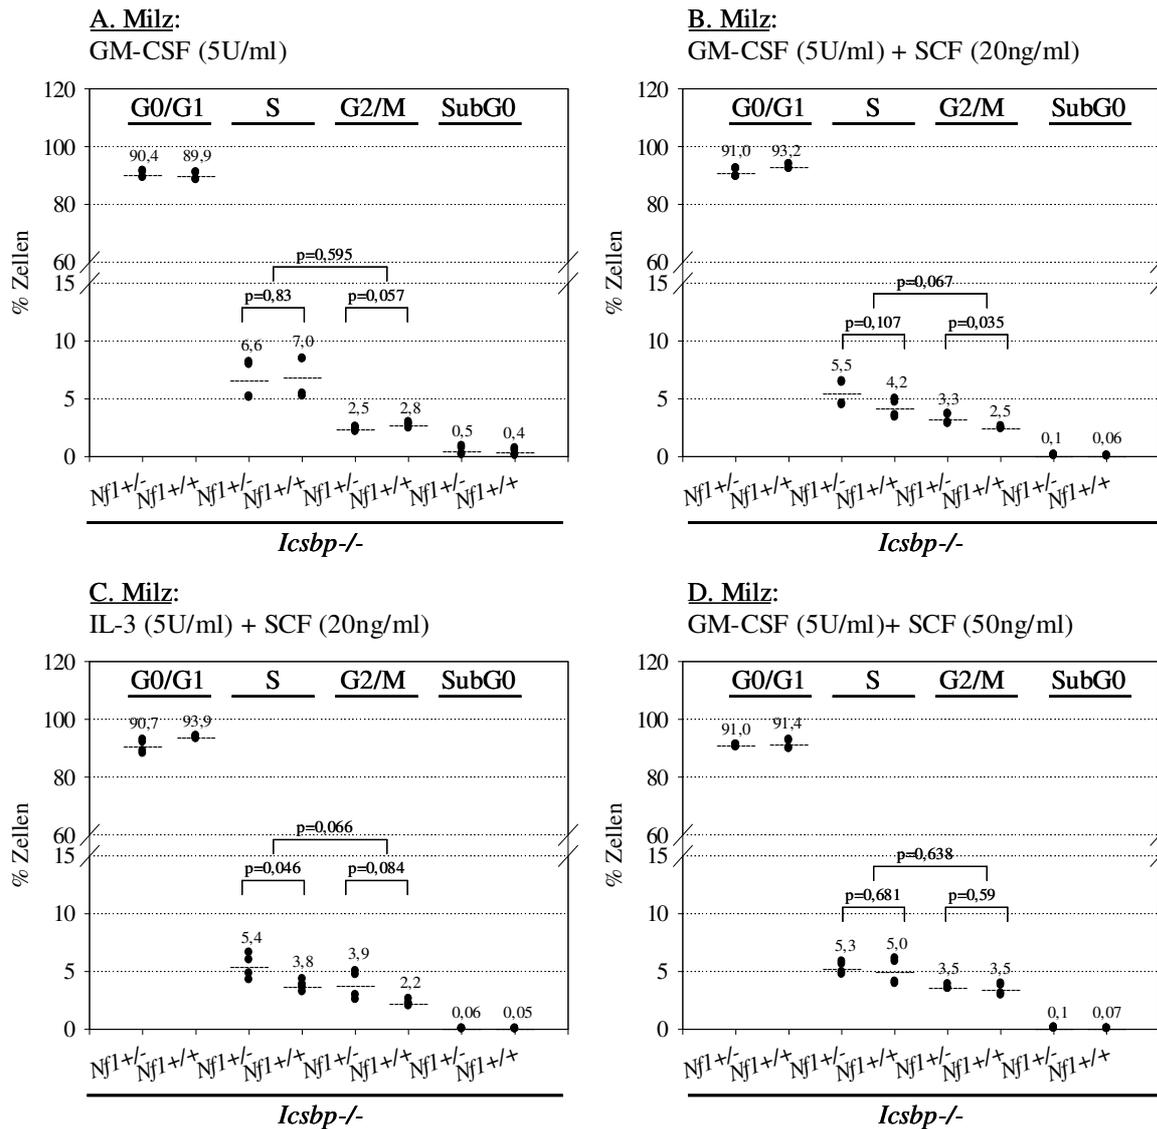 A. Milz:
GM-CSF (5U/ml)
120
G0/G1 S G2/M SubG0
100
90,4 89,9
80
60
p=0,595
15
p=0,83 p=0,057
10
6,6 7,0
5
2,5 2,8
0,5 0,4
0
% Zellen
Nf1+/- Nf1+/+ Nf1+/- Nf1+/+ Nf1+/- Nf1+/+ Nf1+/- Nf1+/+
Icsbp-/-
B. Milz:
GM-CSF (5U/ml) + SCF (20ng/ml)
120
G0/G1 S G2/M SubG0
100
91,0 93,2
80
60
15
p=0,067
p=0,107 p=0,035
10
5,5 4,2
5
3,3 2,5
0,1 0,06
0
% Zellen
Nf1+/- Nf1+/+ Nf1+/- Nf1+/+ Nf1+/- Nf1+/+ Nf1+/- Nf1+/+
Icsbp-/-
C. Milz:
IL-3 (5U/ml) + SCF (20ng/ml)
120
G0/G1 S G2/M SubG0
100
90,7 93,9
80
60
p=0,066
15
p=0,046 p=0,084
10
5,4 3,8 3,9 2,2
5
0,06 0,05
0
% Zellen
Nf1+/- Nf1+/+ Nf1+/- Nf1+/+ Nf1+/- Nf1+/+ Nf1+/- Nf1+/+
Icsbp-/-
D. Milz:
GM-CSF (5U/ml)+ SCF (50ng/ml)
120
G0/G1 S G2/M SubG0
100
91,0 91,4
80
60
15
p=0,638
p=0,681 p=0,59
10
5,3 5,0
5
3,5 3,5
0,1 0,07
0
% Zellen
Nf1+/- Nf1+/+ Nf1+/- Nf1+/+ Nf1+/- Nf1+/+ Nf1+/- Nf1+/+
Icsbp-/-